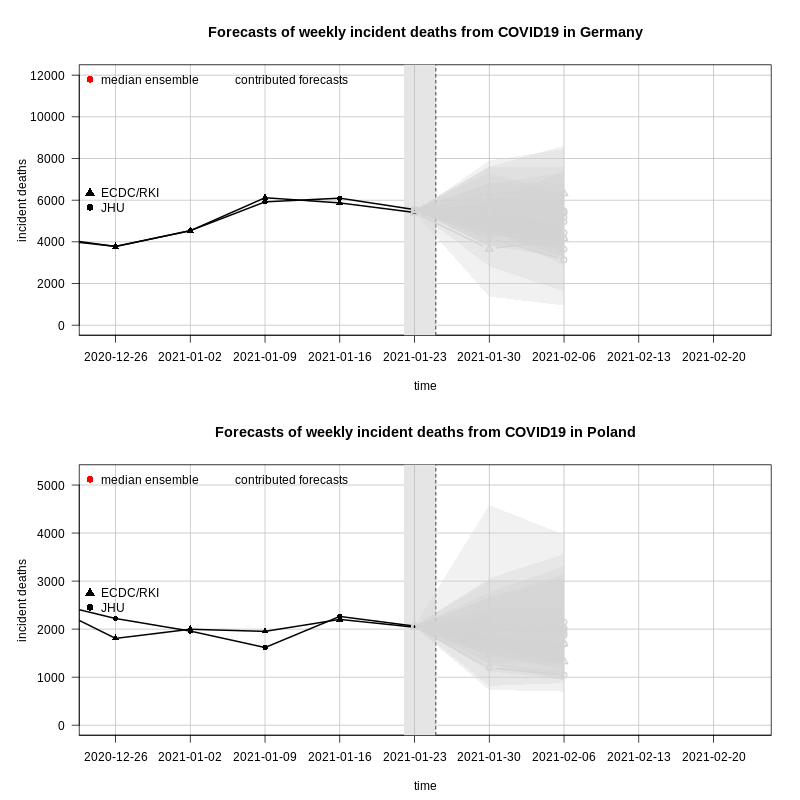 Forecasts of weekly incident deaths from COVID19 in Germany
12000
median ensemble contributed forecasts
10000
8000
ECDC/RKI
6000
JHU
4000
2000
0
incident deaths
2020-12-26 2021-01-02 2021-01-09 2021-01-16 2021-01-23 2021-01-30 2021-02-06 2021-02-13 2021-02-20
time
Forecasts of weekly incident deaths from COVID19 in Poland
median ensemble contributed forecasts
5000
4000
3000
ECDC/RKI
JHU
2000
1000
0
incident deaths
2020-12-26 2021-01-02 2021-01-09 2021-01-16 2021-01-23 2021-01-30 2021-02-06 2021-02-13 2021-02-20
time